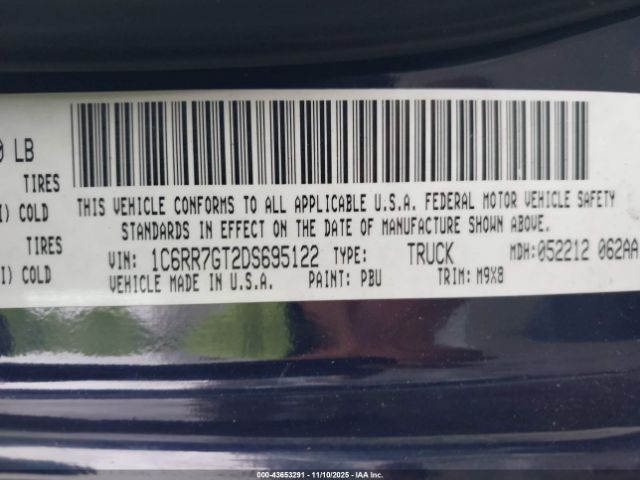 0 LB
TIRES
I) COLD
TIRES
I) COLD
THIS VEHICLE CONFORMS TO ALL APPLICABLE U.S.A. FEDERAL MOTOR VEHICLE SAFETY
STANDARDS IN EFFECT ON THE DATE OF MANUFACTURE SHOWN ABOVE.
VIN: 1C6RR7GT2DS695122 TYPE: TRUCK MDH: 052212 062AA
VEHICLE MADE IN U.S.A. PAINT: PBU TRIM: M9X8
000-43653291 - 11/10/2025 - IAA Inc.